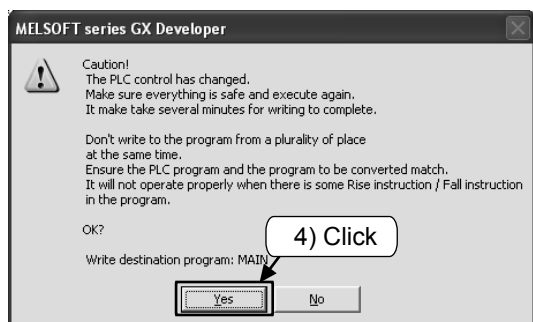 MELSOFT series GX Developer
Caution!
The PLC control has changed.
Make sure everything is safe and execute again.
It make take several minutes for writing to complete.
Don't write to the program from a plurality of place
at the same time.
Ensure the PLC program and the program to be converted match.
It will not operate properly when there is some Rise instruction / Fall instruction
in the program.
OK?
4) Click
Write destination program: MAIN
Yes
No